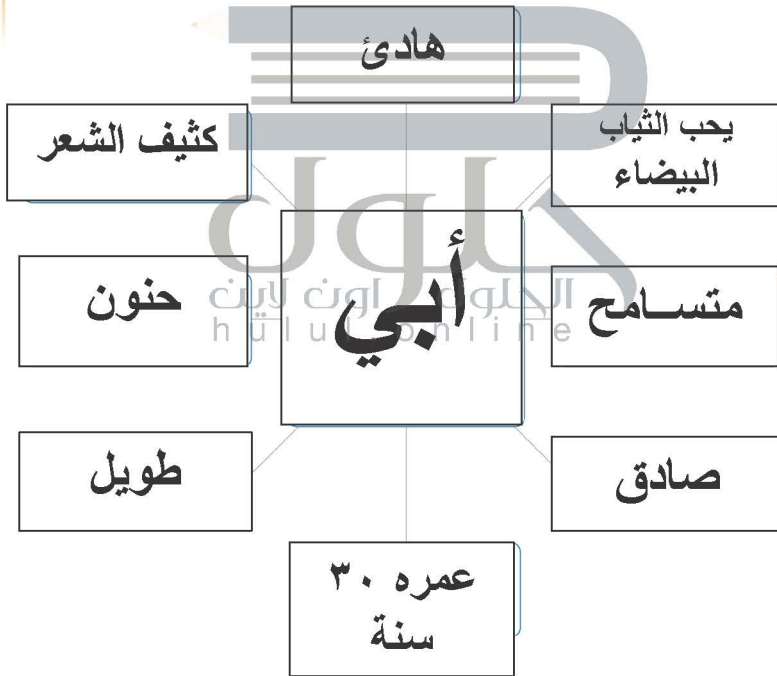 هادئ
يحب الثياب
البيضاء
كثيف الشعر
أبي
متسامح
حنون
صادق
طويل
عمره ٣٠
سنة
حلول
الحلول اون لاين
hulul.online